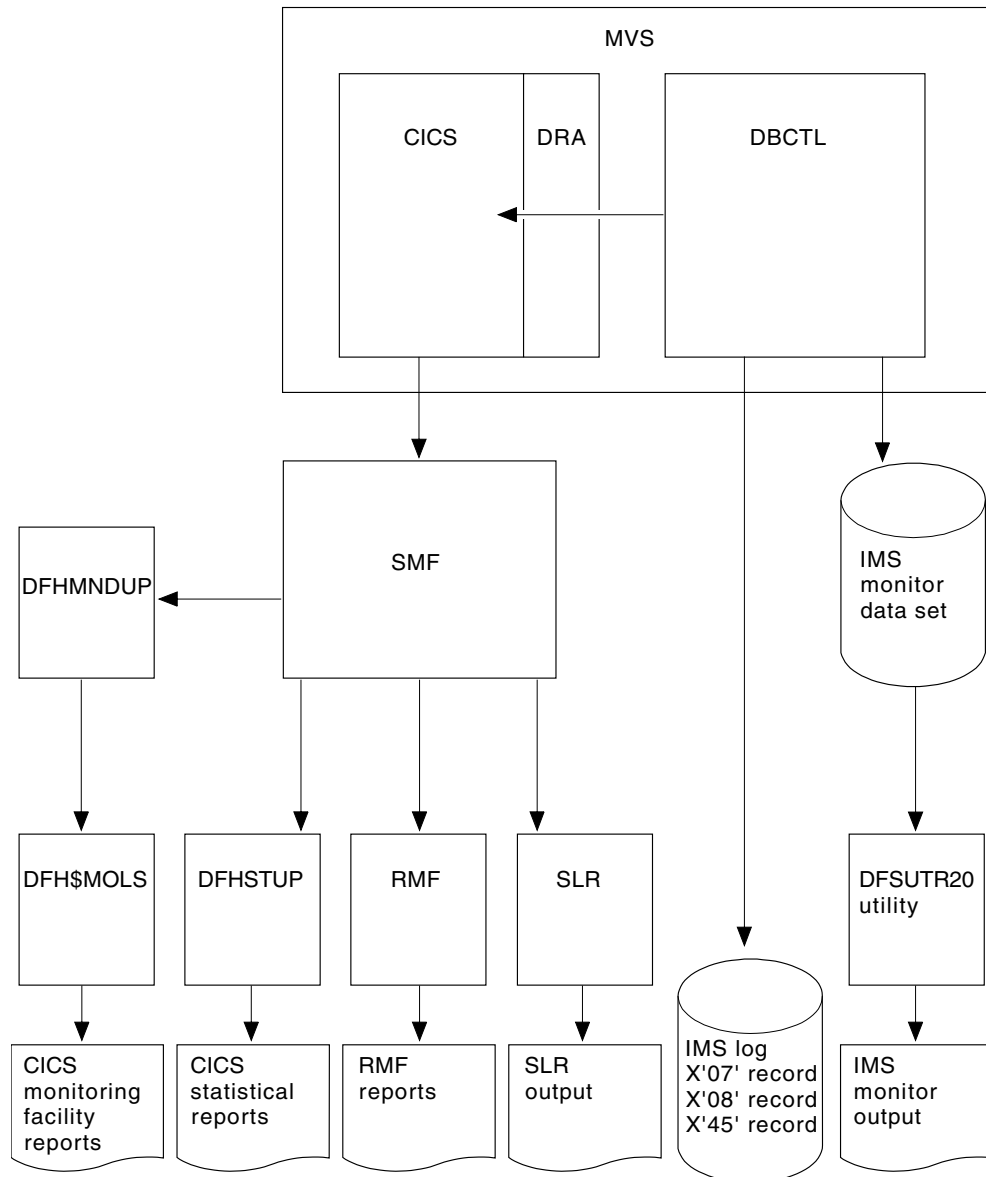 MVS
CICS
DRA
DBCTL
SMF
DFHMNDUP
IMS
monitor
data set
DFH$MOLS
DFHSTUP
RMF
SLR
DFSUTR20
utility
CICS
monitoring
facility
reports
CICS
statistical
reports
RMF
reports
SLR
output
IMS log
X'07' record
X'08' record
X'45' record
IMS
monitor
output